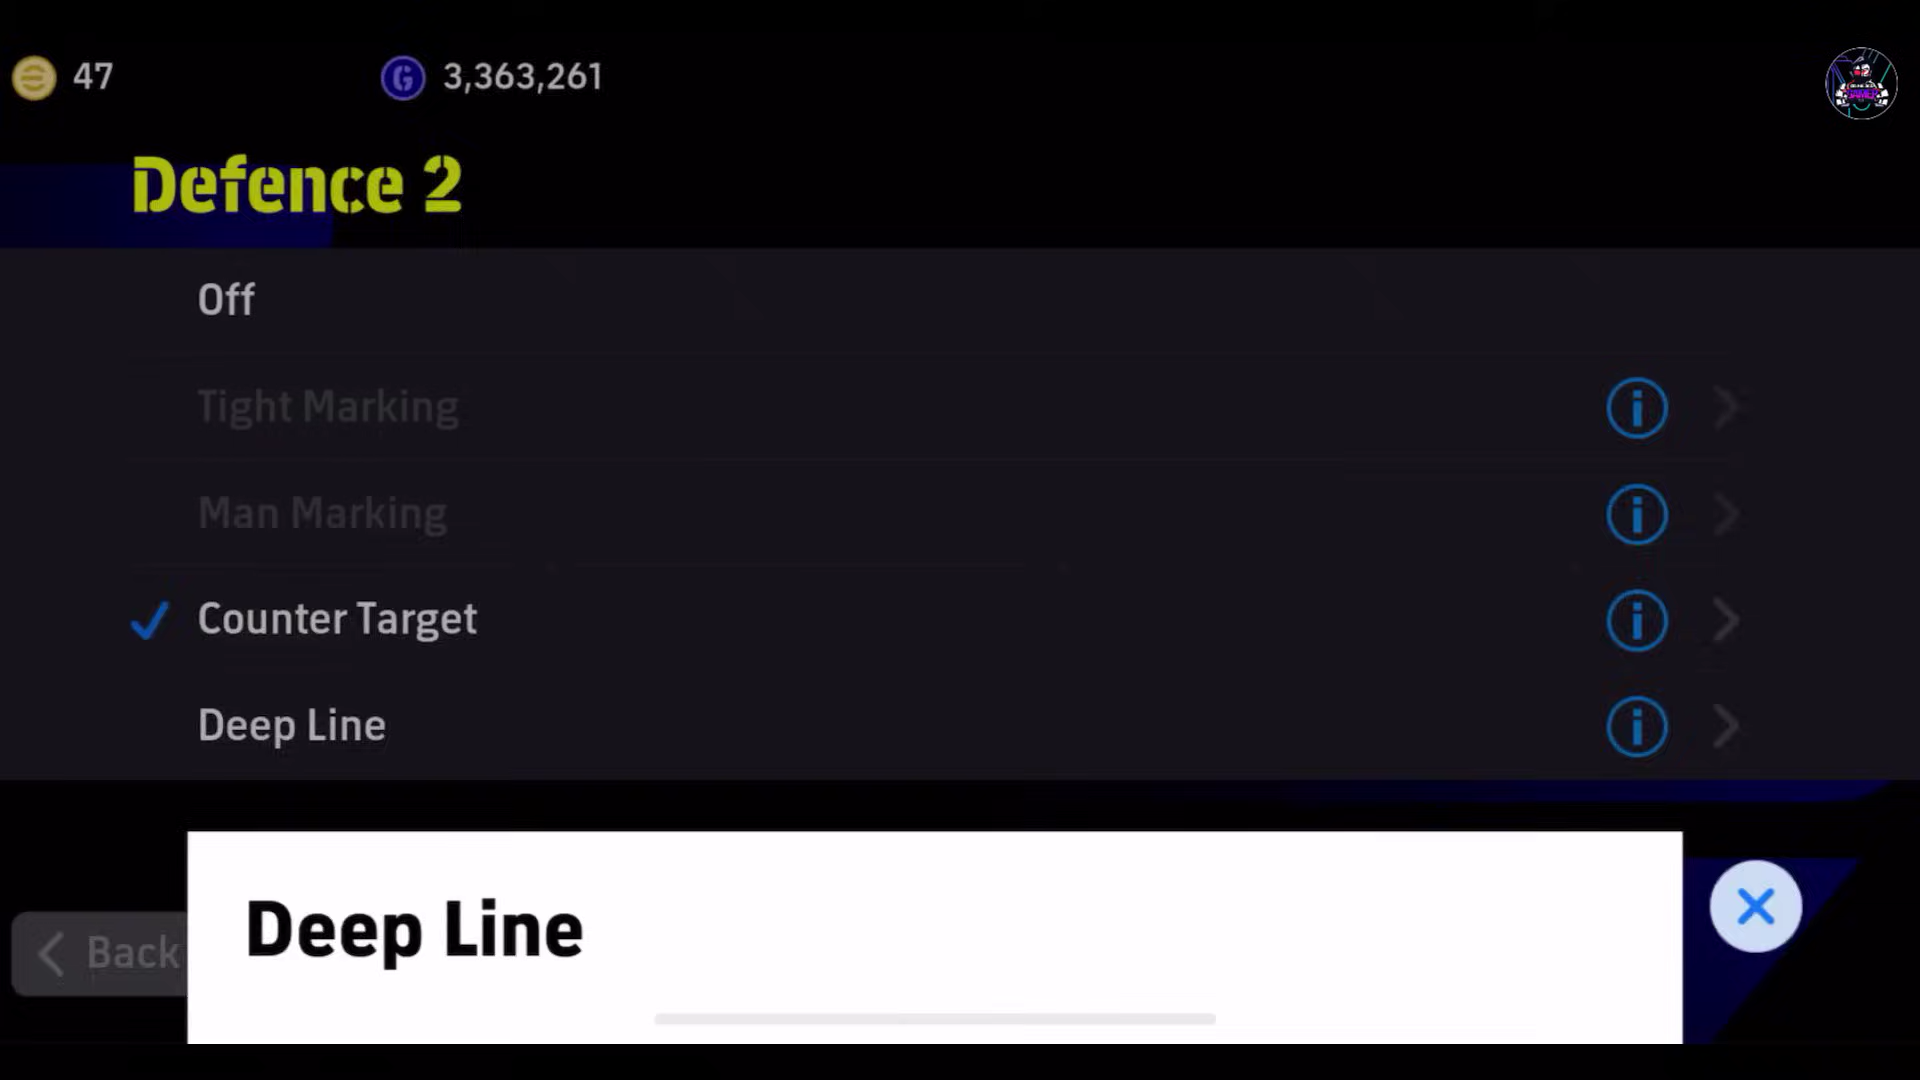 47
3,363,261
Defence 2
Off
Tight Marking
Man Marking
Counter Target
Deep Line
Deep Line
Back